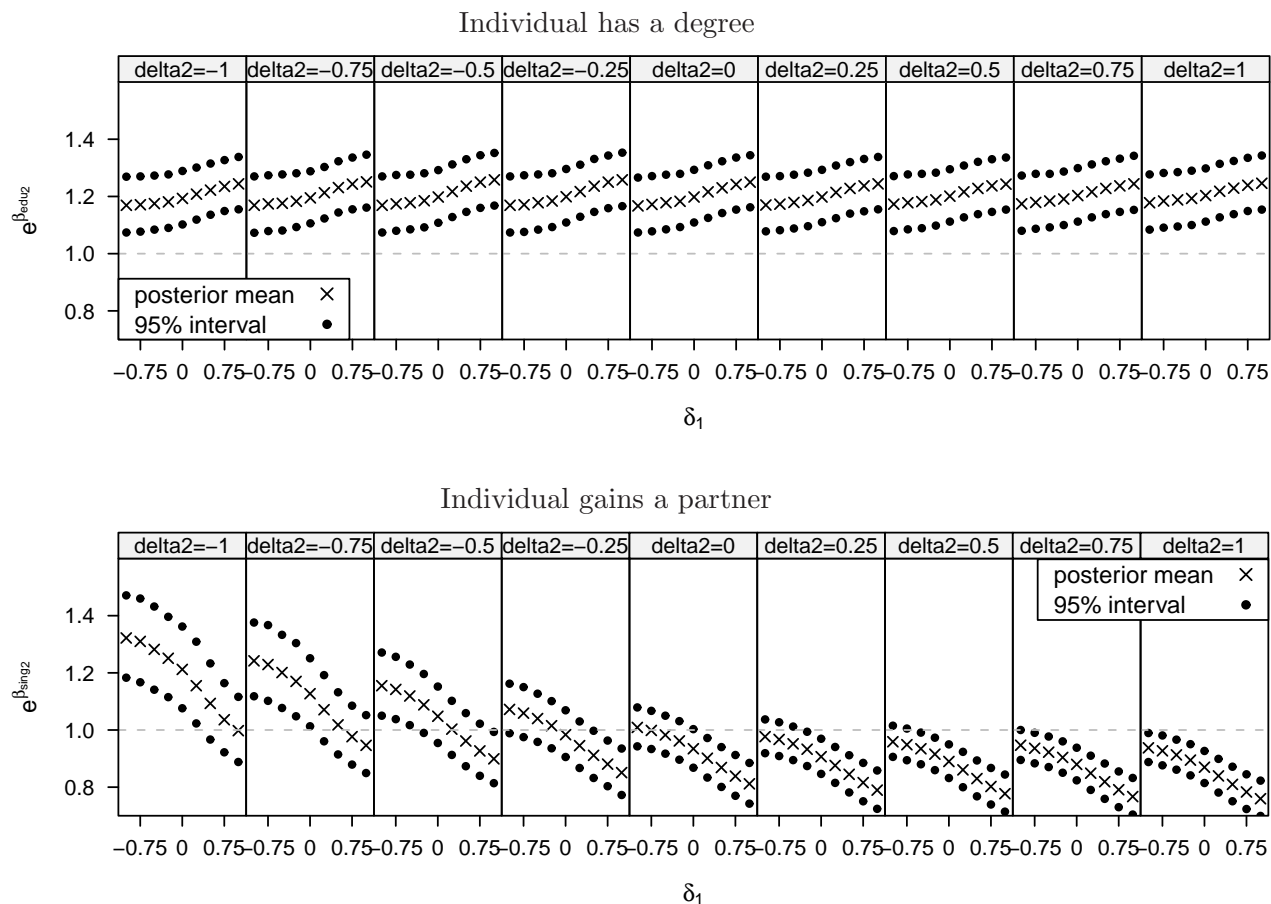 Individual has a degree
delta2=−1 delta2=−0.75 delta2=−0.5 delta2=−0.25 delta2=0 delta2=0.25 delta2=0.5 delta2=0.75 delta2=1
1.4
1.2
1.0
0.8
e^βedu2
posterior mean
95% interval
−0.75 0 0.75 −0.75 0 0.75 −0.75 0 0.75 −0.75 0 0.75 −0.75 0 0.75 −0.75 0 0.75 −0.75 0 0.75 −0.75 0 0.75 −0.75 0 0.75
δ1
Individual gains a partner
delta2=−1 delta2=−0.75 delta2=−0.5 delta2=−0.25 delta2=0 delta2=0.25 delta2=0.5 delta2=0.75 delta2=1
posterior mean
95% interval
1.4
1.2
1.0
0.8
e^βsing2
−0.75 0 0.75 −0.75 0 0.75 −0.75 0 0.75 −0.75 0 0.75 −0.75 0 0.75 −0.75 0 0.75 −0.75 0 0.75 −0.75 0 0.75 −0.75 0 0.75
δ1